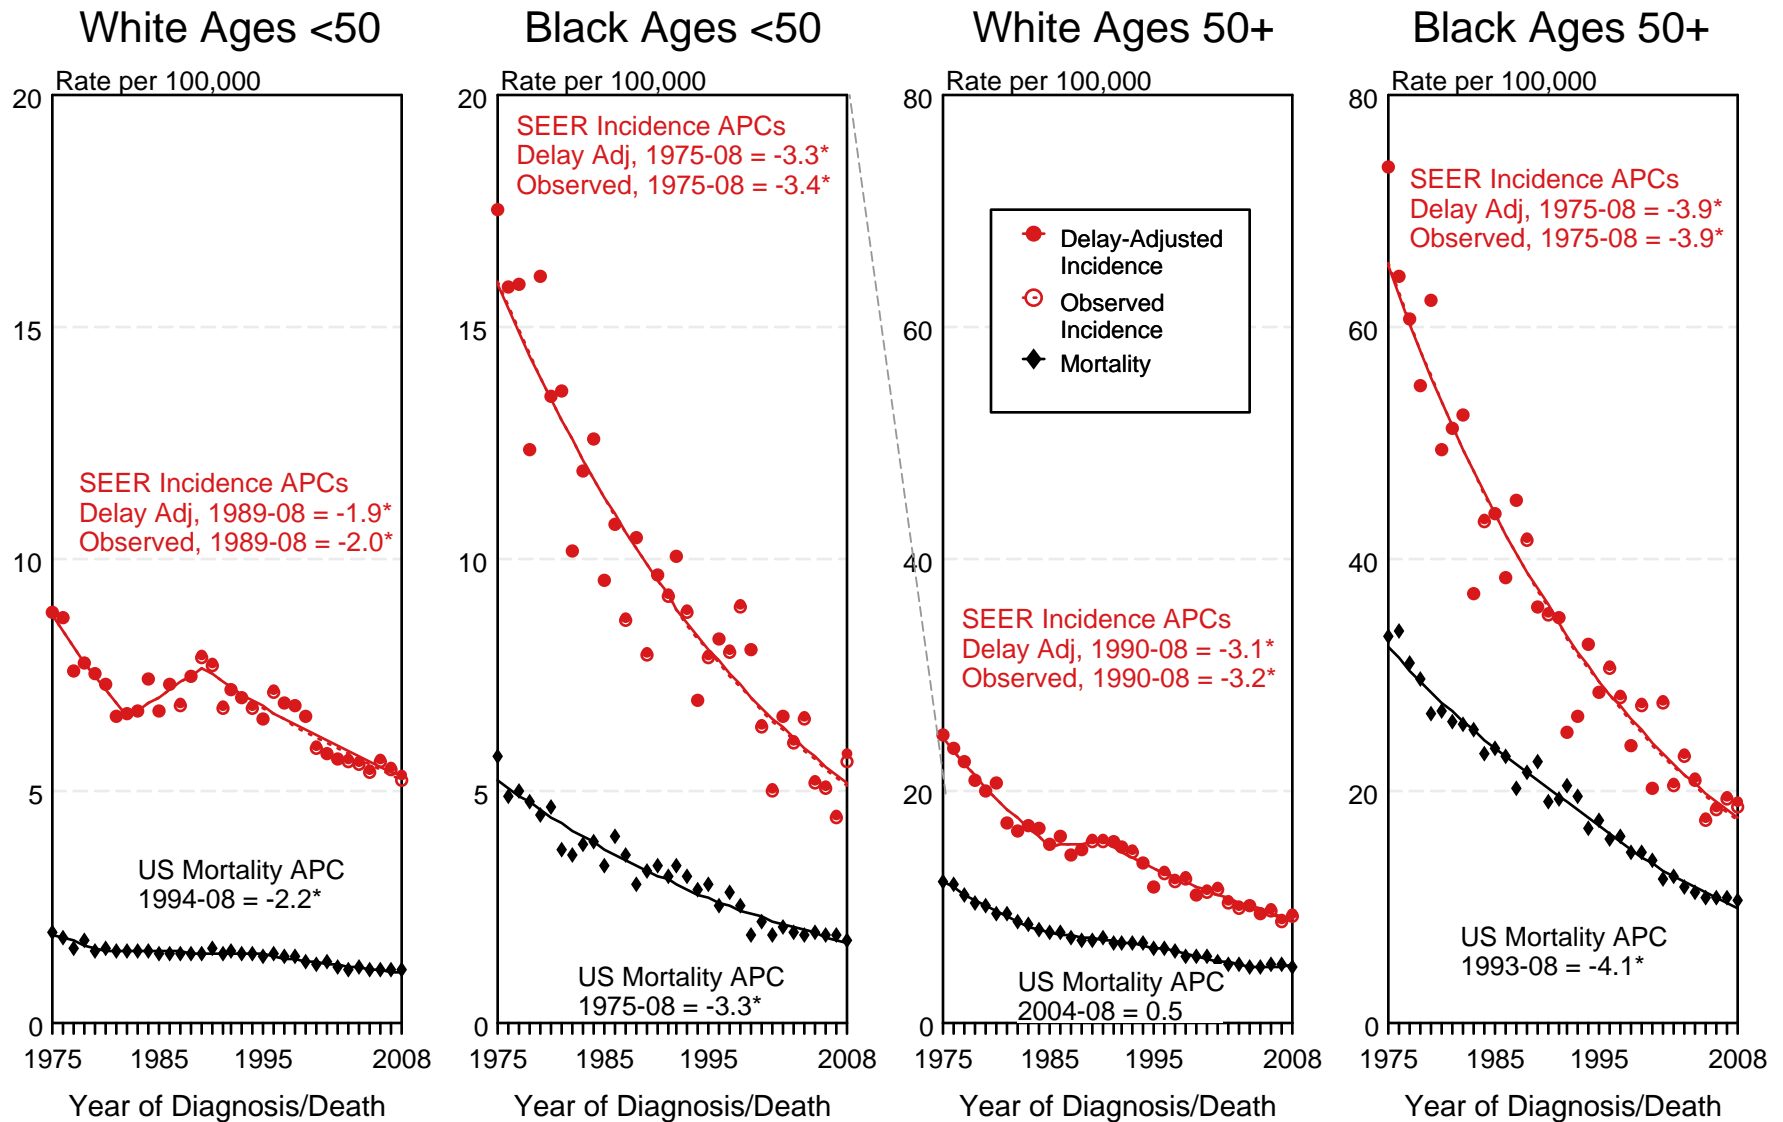 White Ages <50
Rate per 100,000
20
15
10
5
0
SEER Incidence APCs
Delay Adj, 1989-08 = -1.9*
Observed, 1989-08 = -2.0*
US Mortality APC
1994-08 = -2.2*
1975 1985 1995 2008
Year of Diagnosis/Death
Black Ages <50
Rate per 100,000
20
15
10
5
0
SEER Incidence APCs
Delay Adj, 1975-08 = -3.3*
Observed, 1975-08 = -3.4*
US Mortality APC
1975-08 = -3.3*
1975 1985 1995 2008
Year of Diagnosis/Death
White Ages 50+
Rate per 100,000
80
60
40
20
0
Delay-Adjusted
Incidence
Observed
Incidence
Mortality
SEER Incidence APCs
Delay Adj, 1990-08 = -3.1*
Observed, 1990-08 = -3.2*
US Mortality APC
2004-08 = 0.5
1975 1985 1995 2008
Year of Diagnosis/Death
Black Ages 50+
Rate per 100,000
80
60
40
20
0
SEER Incidence APCs
Delay Adj, 1975-08 = -3.9*
Observed, 1975-08 = -3.9*
US Mortality APC
1993-08 = -4.1*
1975 1985 1995 2008
Year of Diagnosis/Death